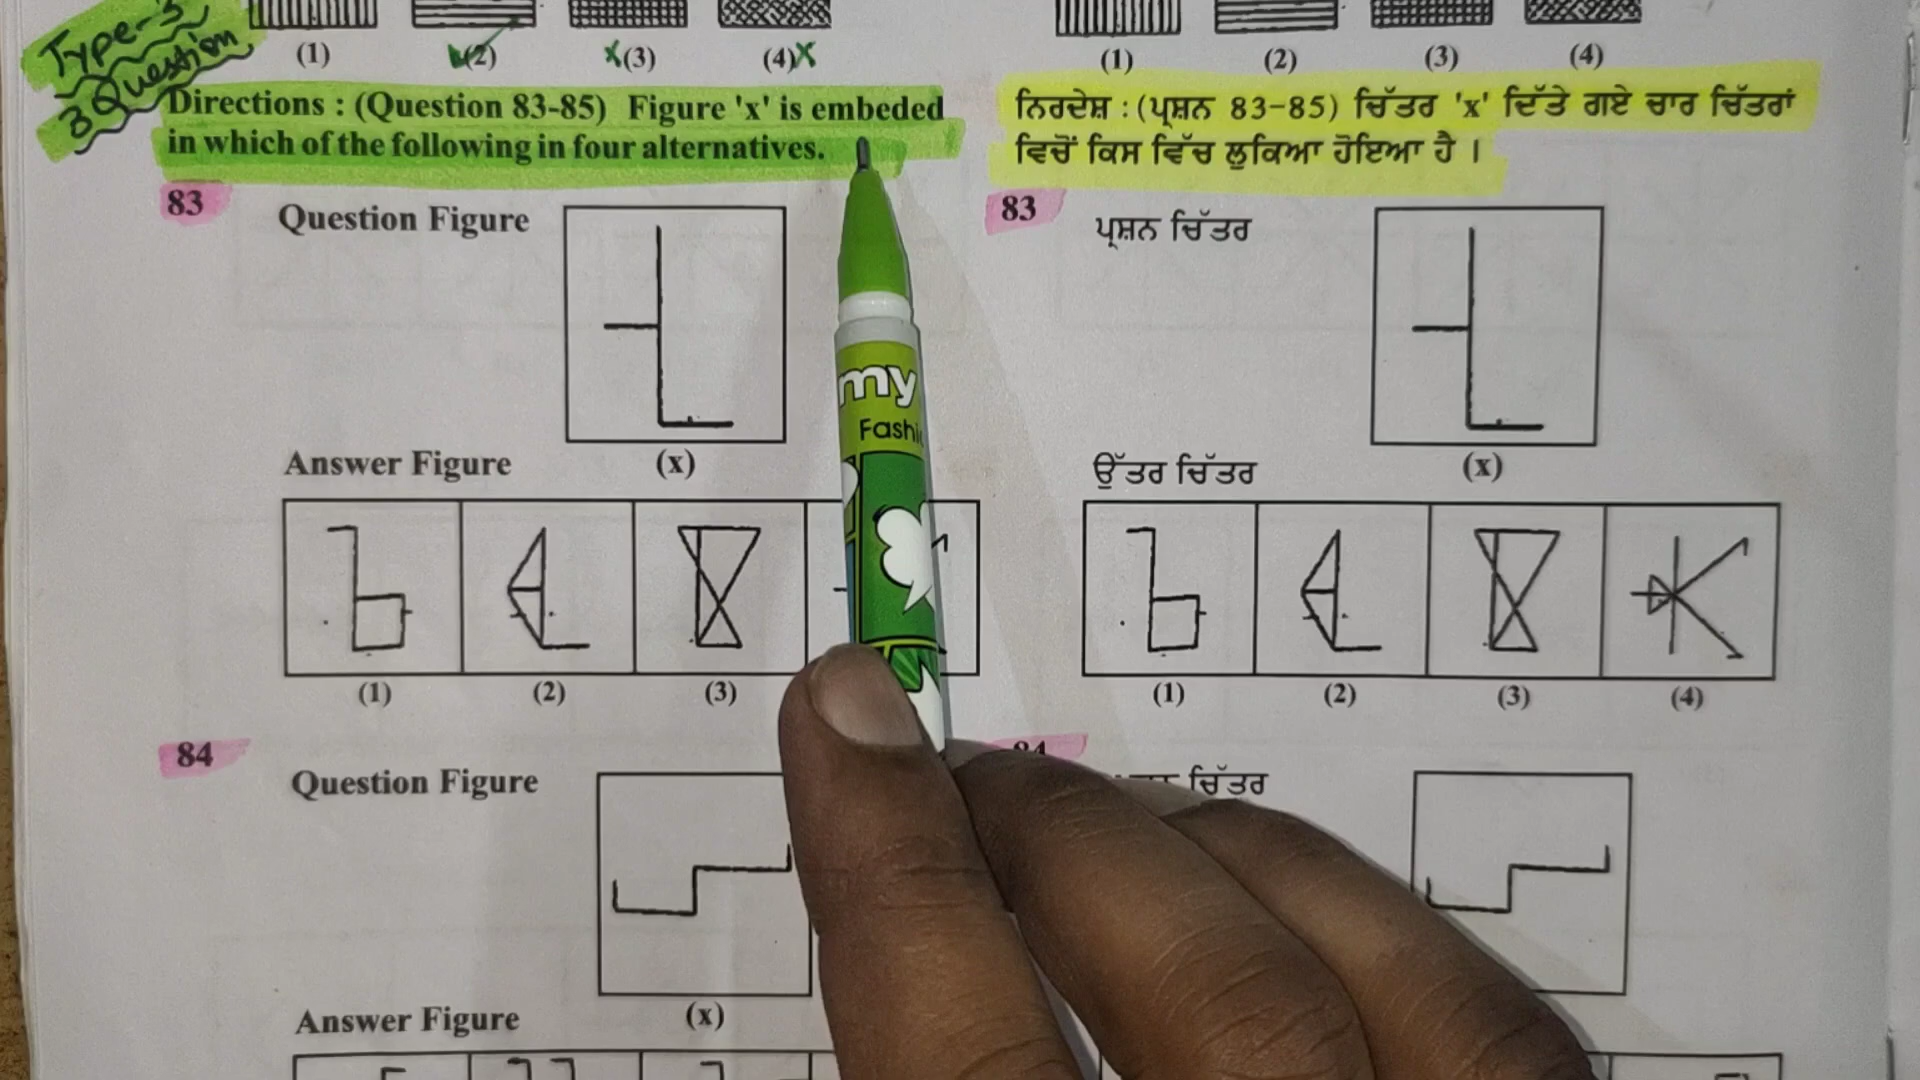 Type-3
3 Question
(1) (2) (3) (4)X
(1) (2) (3) (4)
Directions : (Question 83-85) Figure 'x' is embeded
in which of the following in four alternatives.
ਨਿਰਦੇਸ਼ : (ਪ੍ਰਸ਼ਨ 83-85) ਚਿੱਤਰ 'x' ਦਿੱਤੇ ਗਏ ਚਾਰ ਚਿੱਤਰਾਂ
ਵਿਚੋਂ ਕਿਸ ਵਿੱਚ ਲੁਕਿਆ ਹੋਇਆ ਹੈ ।
83
Question Figure
(x)
Answer Figure
(1) (2) (3)
83
ਪ੍ਰਸ਼ਨ ਚਿੱਤਰ
(x)
ਉੱਤਰ ਚਿੱਤਰ
(1) (2) (3) (4)
84
Question Figure
(x)
Answer Figure
ਚਿੱਤਰ
my